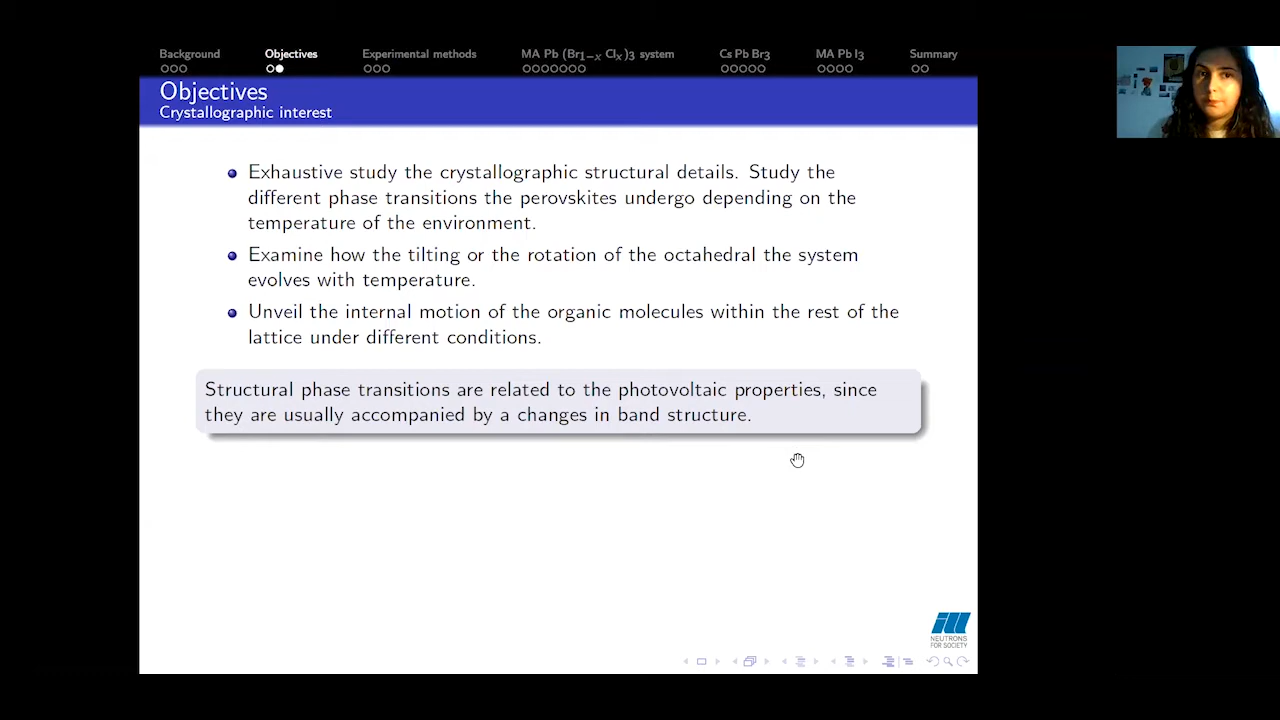 Background Objectives Experimental methods MA Pb (Br1−x Clx)3 system Cs Pb Br3 MA Pb I3 Summary
Objectives
Crystallographic interest
Exhaustive study the crystallographic structural details. Study the
different phase transitions the perovskites undergo depending on the
temperature of the environment.
Examine how the tilting or the rotation of the octahedral the system
evolves with temperature.
Unveil the internal motion of the organic molecules within the rest of the
lattice under different conditions.
Structural phase transitions are related to the photovoltaic properties, since
they are usually accompanied by a changes in band structure.
ill
NEUTRONS
FOR SOCIETY